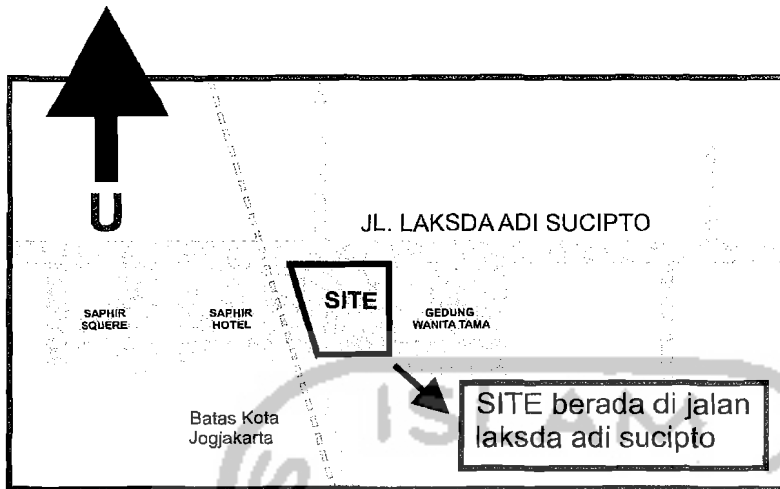 U
JL. LAKSDA ADI SUCIPTO
SAPHIR
SQUERE
SAPHIR
HOTEL
SITE
GEDUNG
WANITA TAMA
Batas Kota
Jogjakarta
SITE berada di jalan
laksda adi sucipto
ISLAM